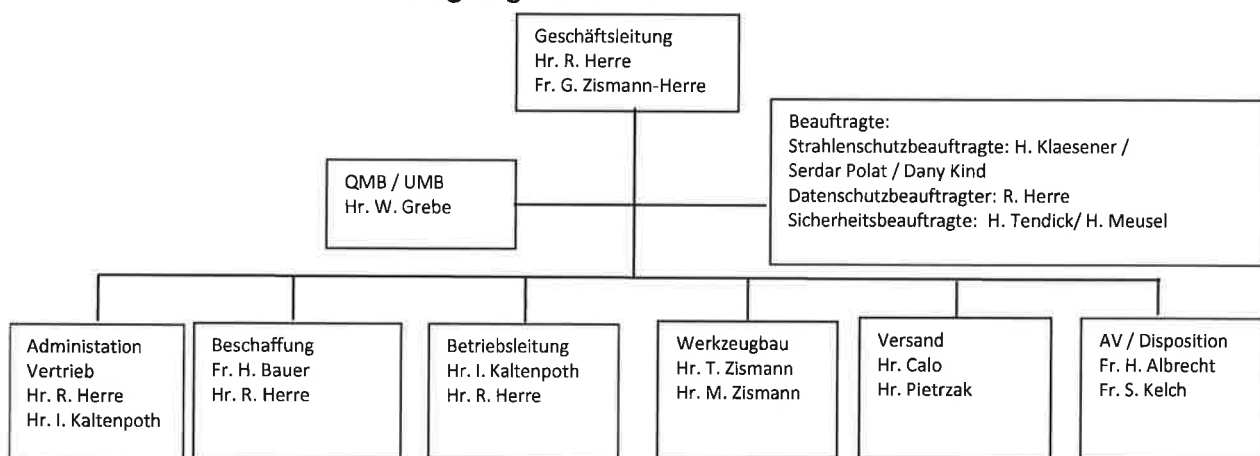 Geschäftsleitung
Hr. R. Herre
Fr. G. Zismann-Herre
Beauftragte:
Strahlenschutzbeauftragte: H. Klaesener /
Serdar Polat / Dany Kind
Datenschutzbeauftragter: R. Herre
Sicherheitsbeauftragte: H. Tendick/ H. Meusel
QMB / UMB
Hr. W. Grebe
Administation
Vertrieb
Hr. R. Herre
Hr. I. Kaltenpoth
Beschaffung
Fr. H. Bauer
Hr. R. Herre
Betriebsleitung
Hr. I. Kaltenpoth
Hr. R. Herre
Werkzeugbau
Hr. T. Zismann
Hr. M. Zismann
Versand
Hr. Calo
Hr. Pietrzak
AV / Disposition
Fr. H. Albrecht
Fr. S. Kelch